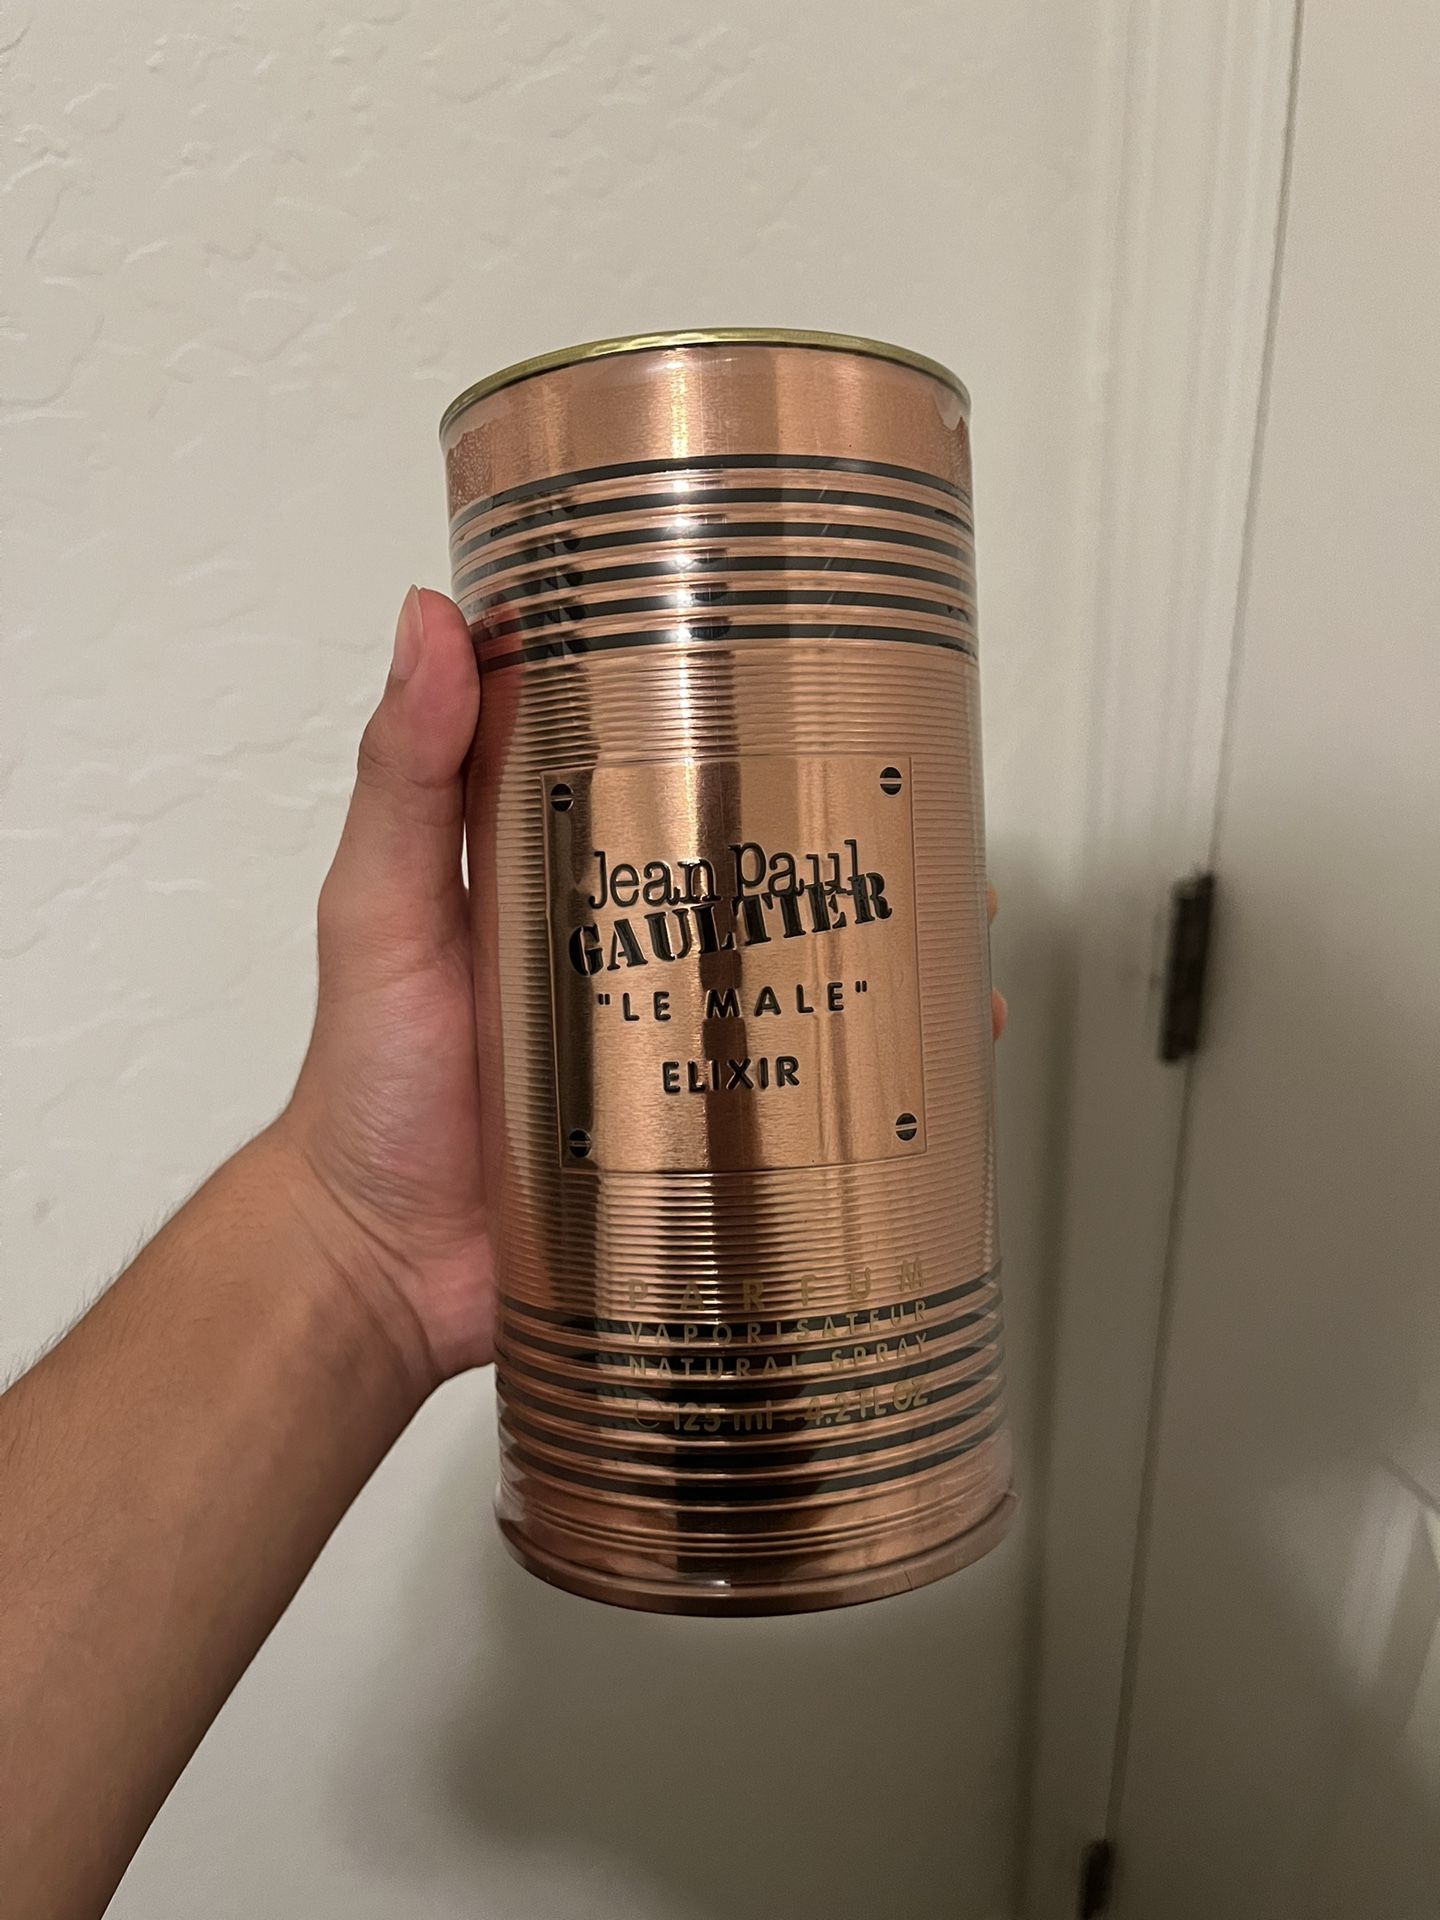 Jean Paul
GAULTIER
"LE MALE"
ELIXIR
PARFUM
VAPORISATEUR
NATURAL SPRAY
℮ 125 ml - 4.2 FL OZ